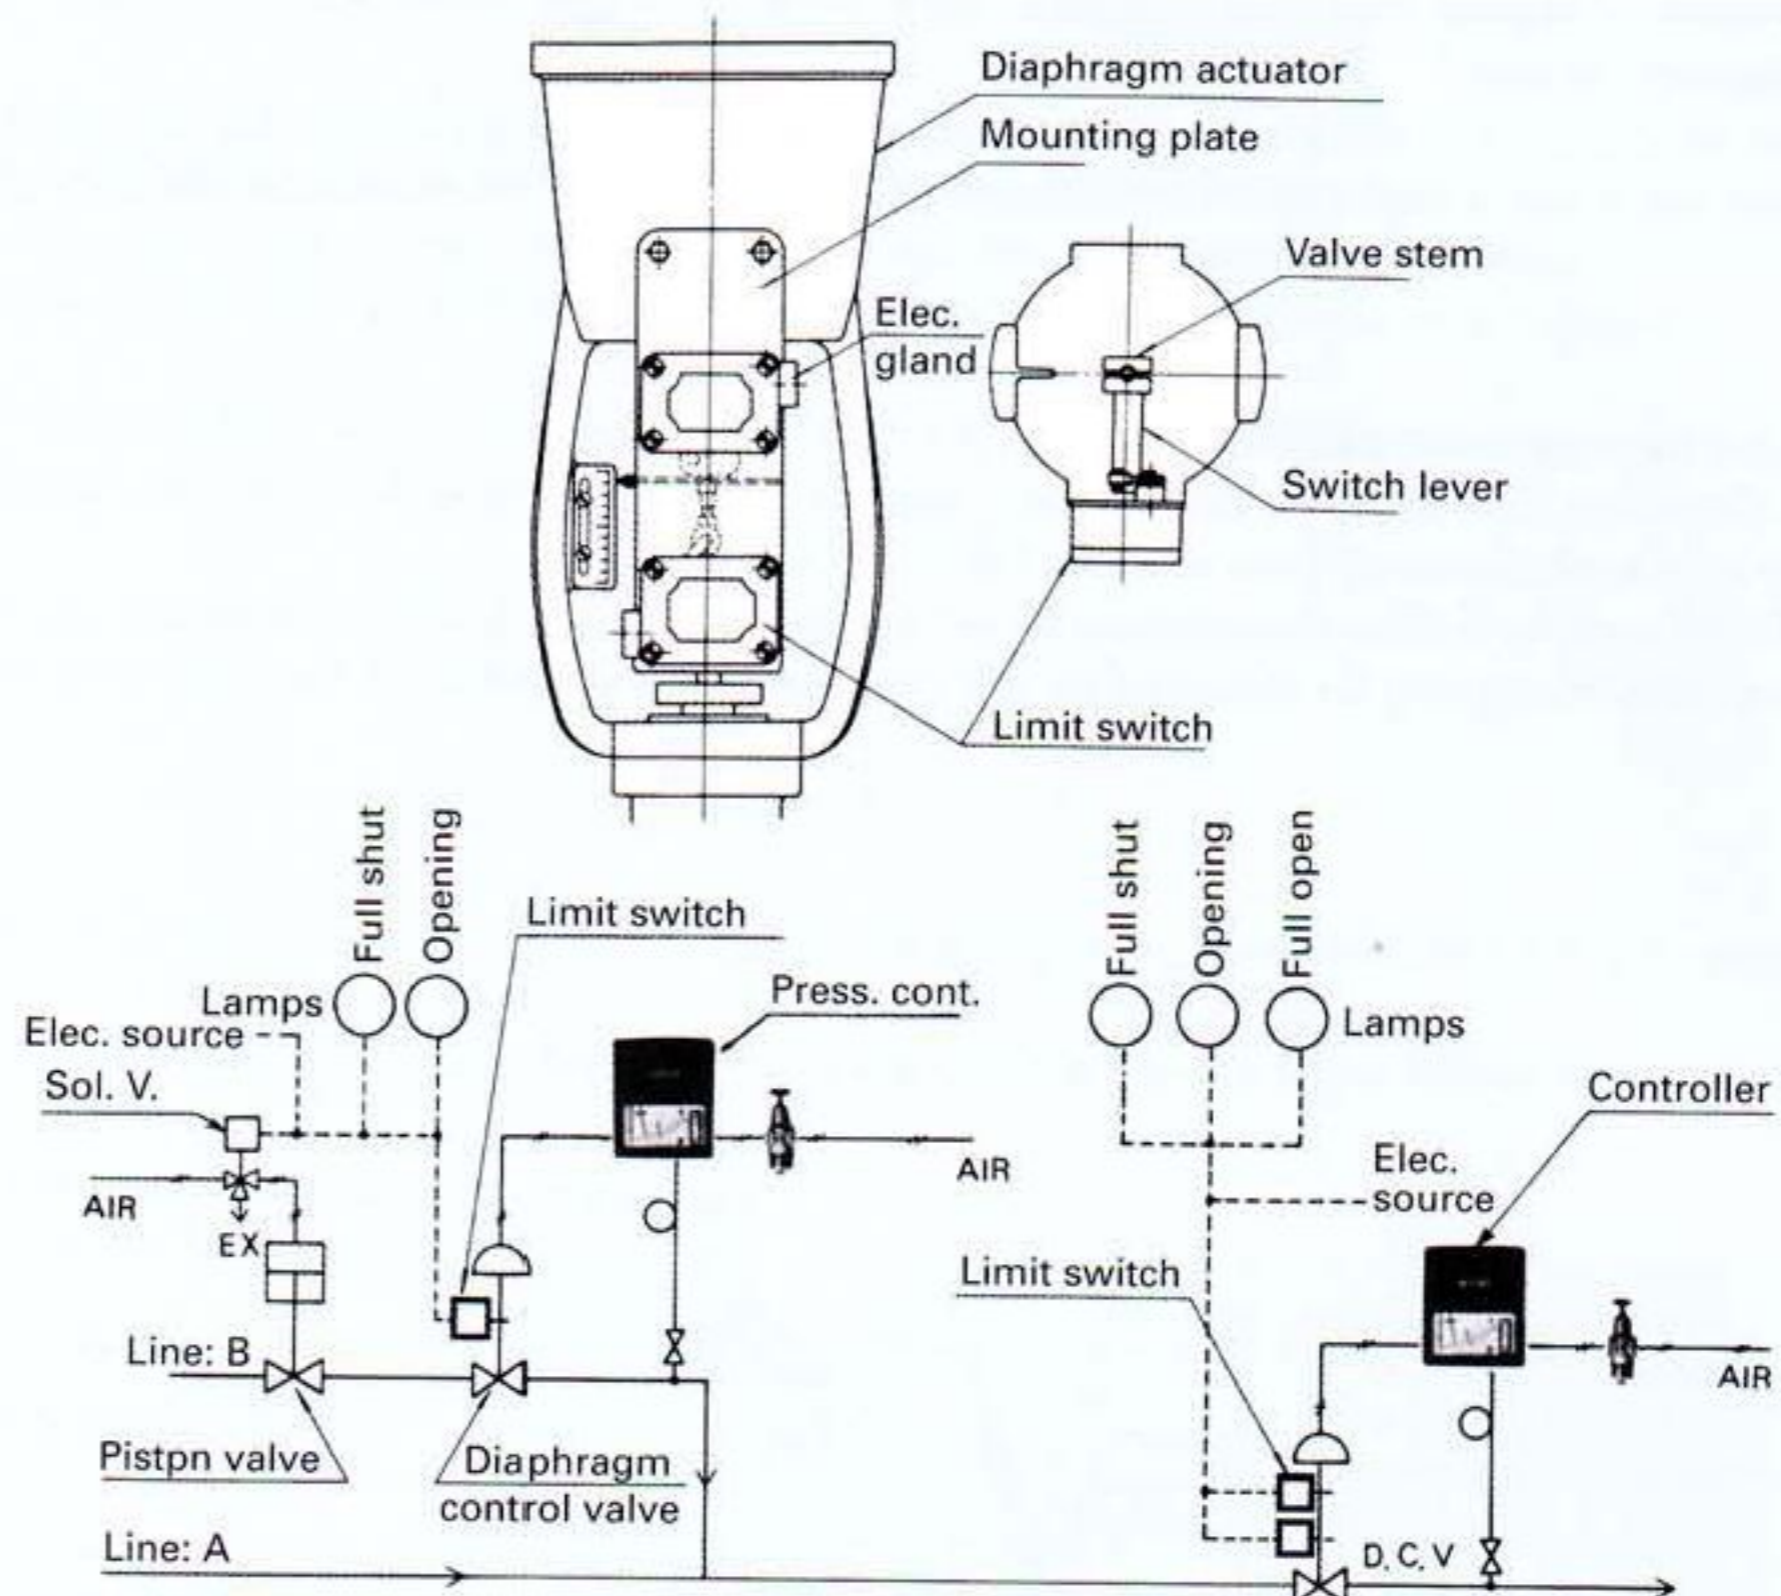 Diaphragm actuator
Mounting plate
Valve stem
Elec.
gland
Switch lever
Limit switch
Full shut
Opening
Limit switch
Lamps
Elec. source
Sol. V.
Press. cont.
AIR
AIR
EX
Line: B
Pistpn valve
Diaphragm
control valve
Line: A
Full shut
Opening
Full open
Lamps
Controller
Elec.
source
Limit switch
AIR
D. C. V